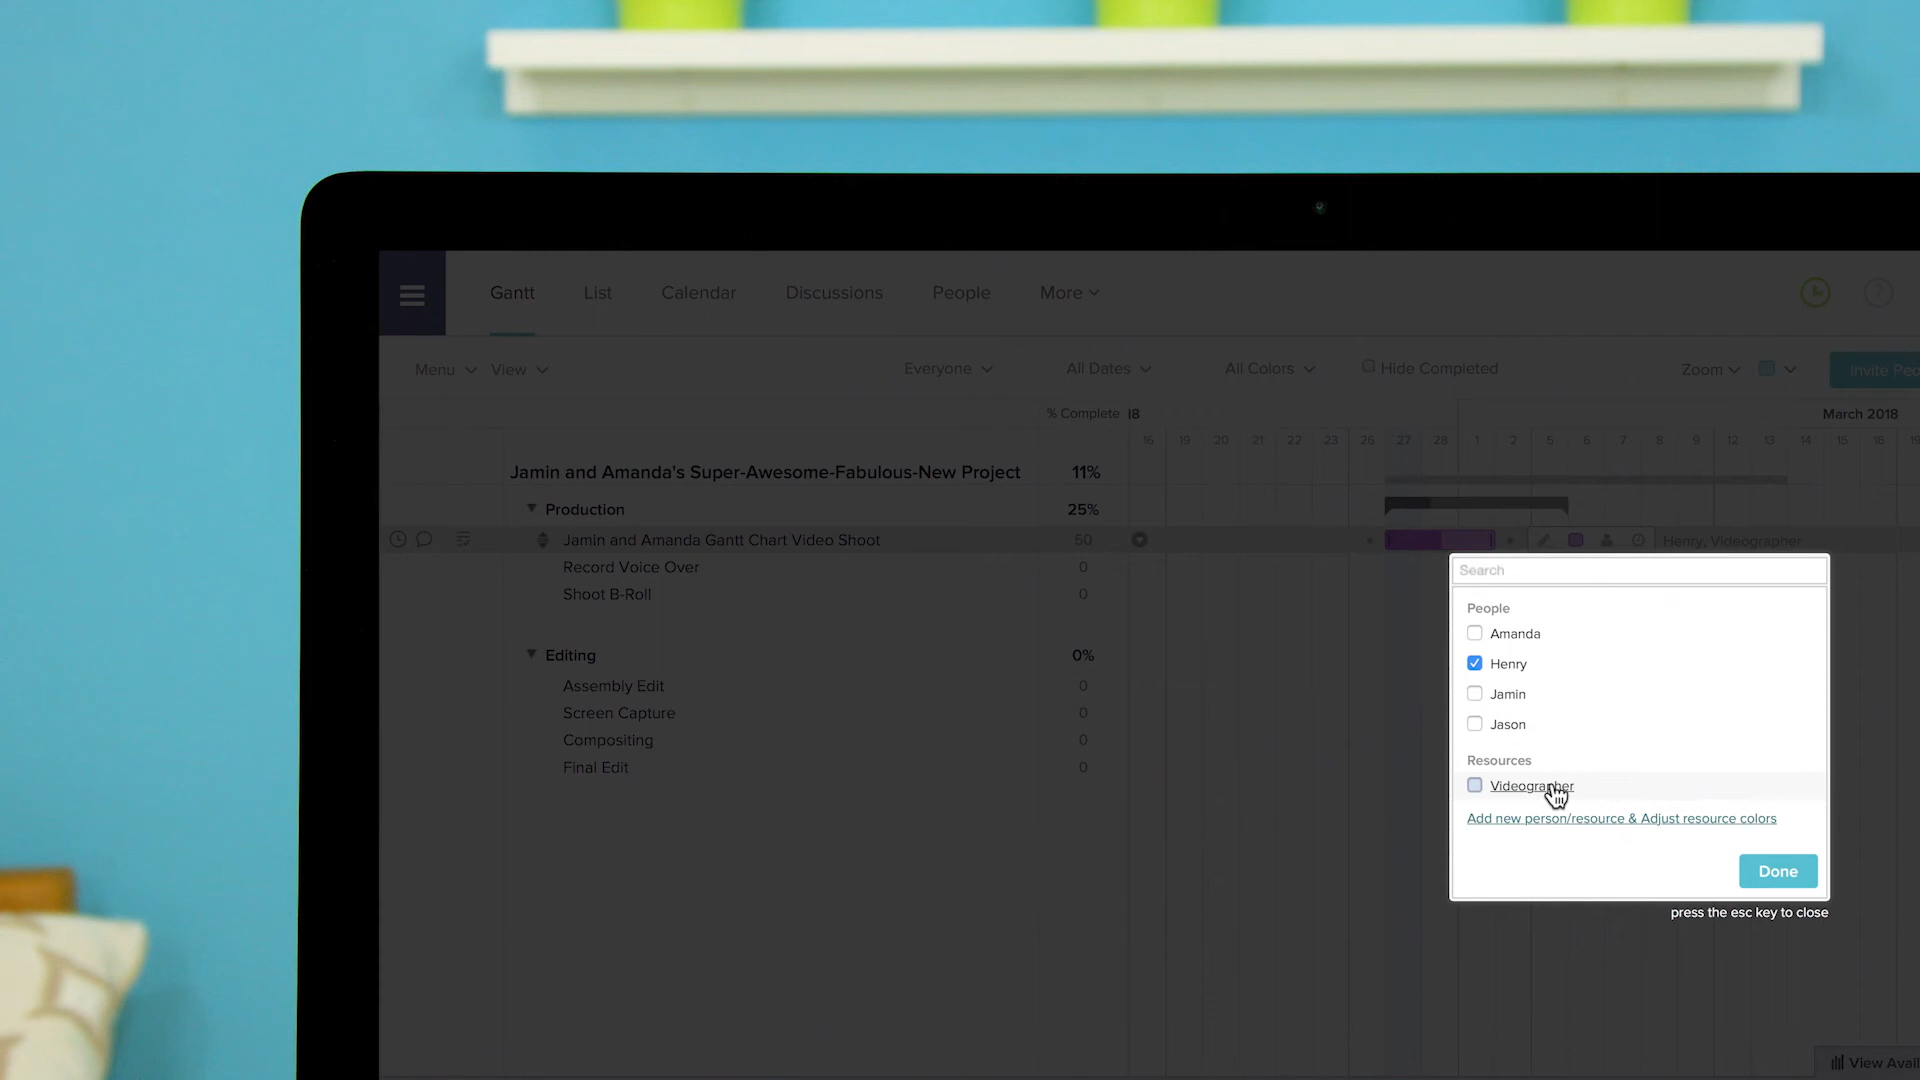 Gantt List Calendar Discussions People More
Menu View Everyone All Dates All Colors Hide Completed Zoom
% Complete 18 March 2018
16 19 20 21 22 23 26 27 28 1 2 5 6 7 8 9 12 13 14 15 16 19
Jamin and Amanda's Super-Awesome-Fabulous-New Project 11%
Production 25%
Jamin and Amanda Gantt Chart Video Shoot 50 Henry, Videographer
Record Voice Over 0
Shoot B-Roll 0
Editing 0%
Assembly Edit 0
Screen Capture 0
Compositing 0
Final Edit 0
Search
People
Amanda
Henry
Jamin
Jason
Resources
Videographer
Add new person/resource & Adjust resource colors
Done
press the esc key to close
Invite
View